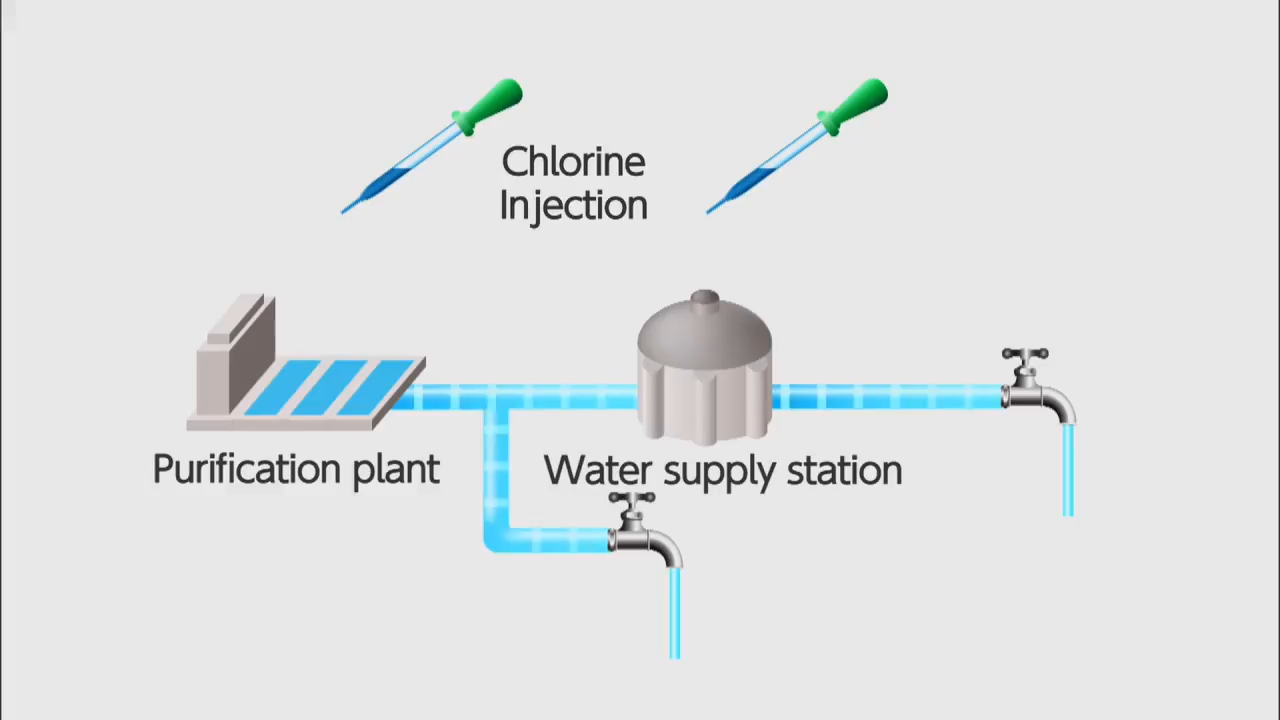 Chlorine
Injection
Purification plant
Water supply station